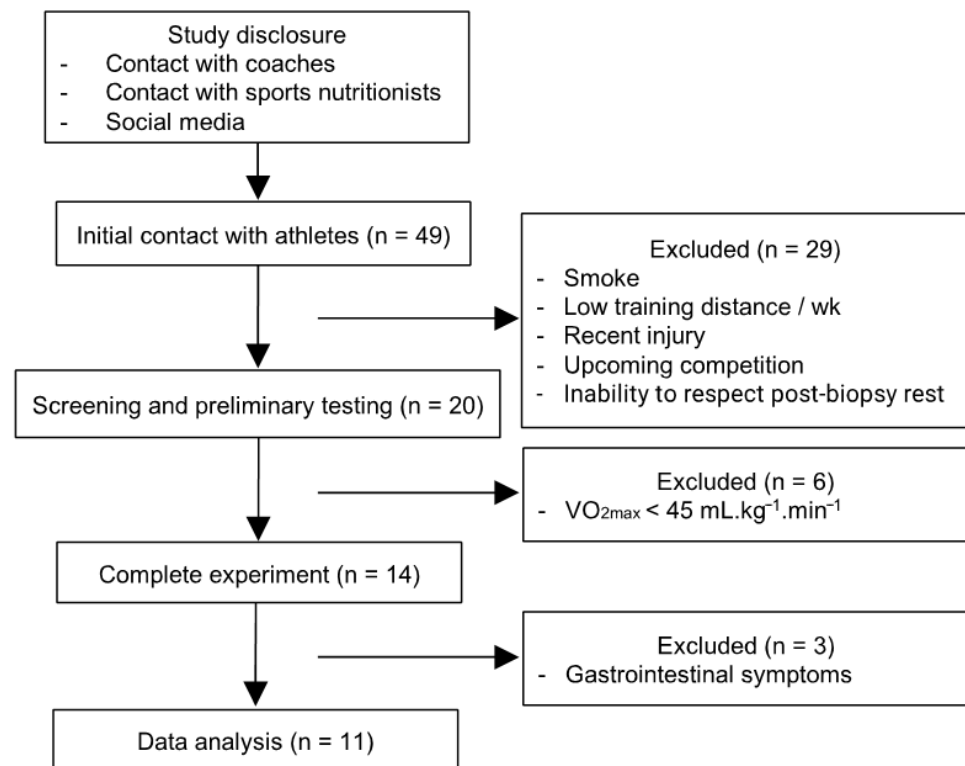 Study disclosure
- Contact with coaches
- Contact with sports nutritionists
- Social media
Initial contact with athletes (n = 49)
Excluded (n = 29)
- Smoke
- Low training distance / wk
- Recent injury
- Upcoming competition
- Inability to respect post-biopsy rest
Screening and preliminary testing (n = 20)
Excluded (n = 6)
- VO₂max < 45 mL.kg⁻¹.min⁻¹
Complete experiment (n = 14)
Excluded (n = 3)
- Gastrointestinal symptoms
Data analysis (n = 11)